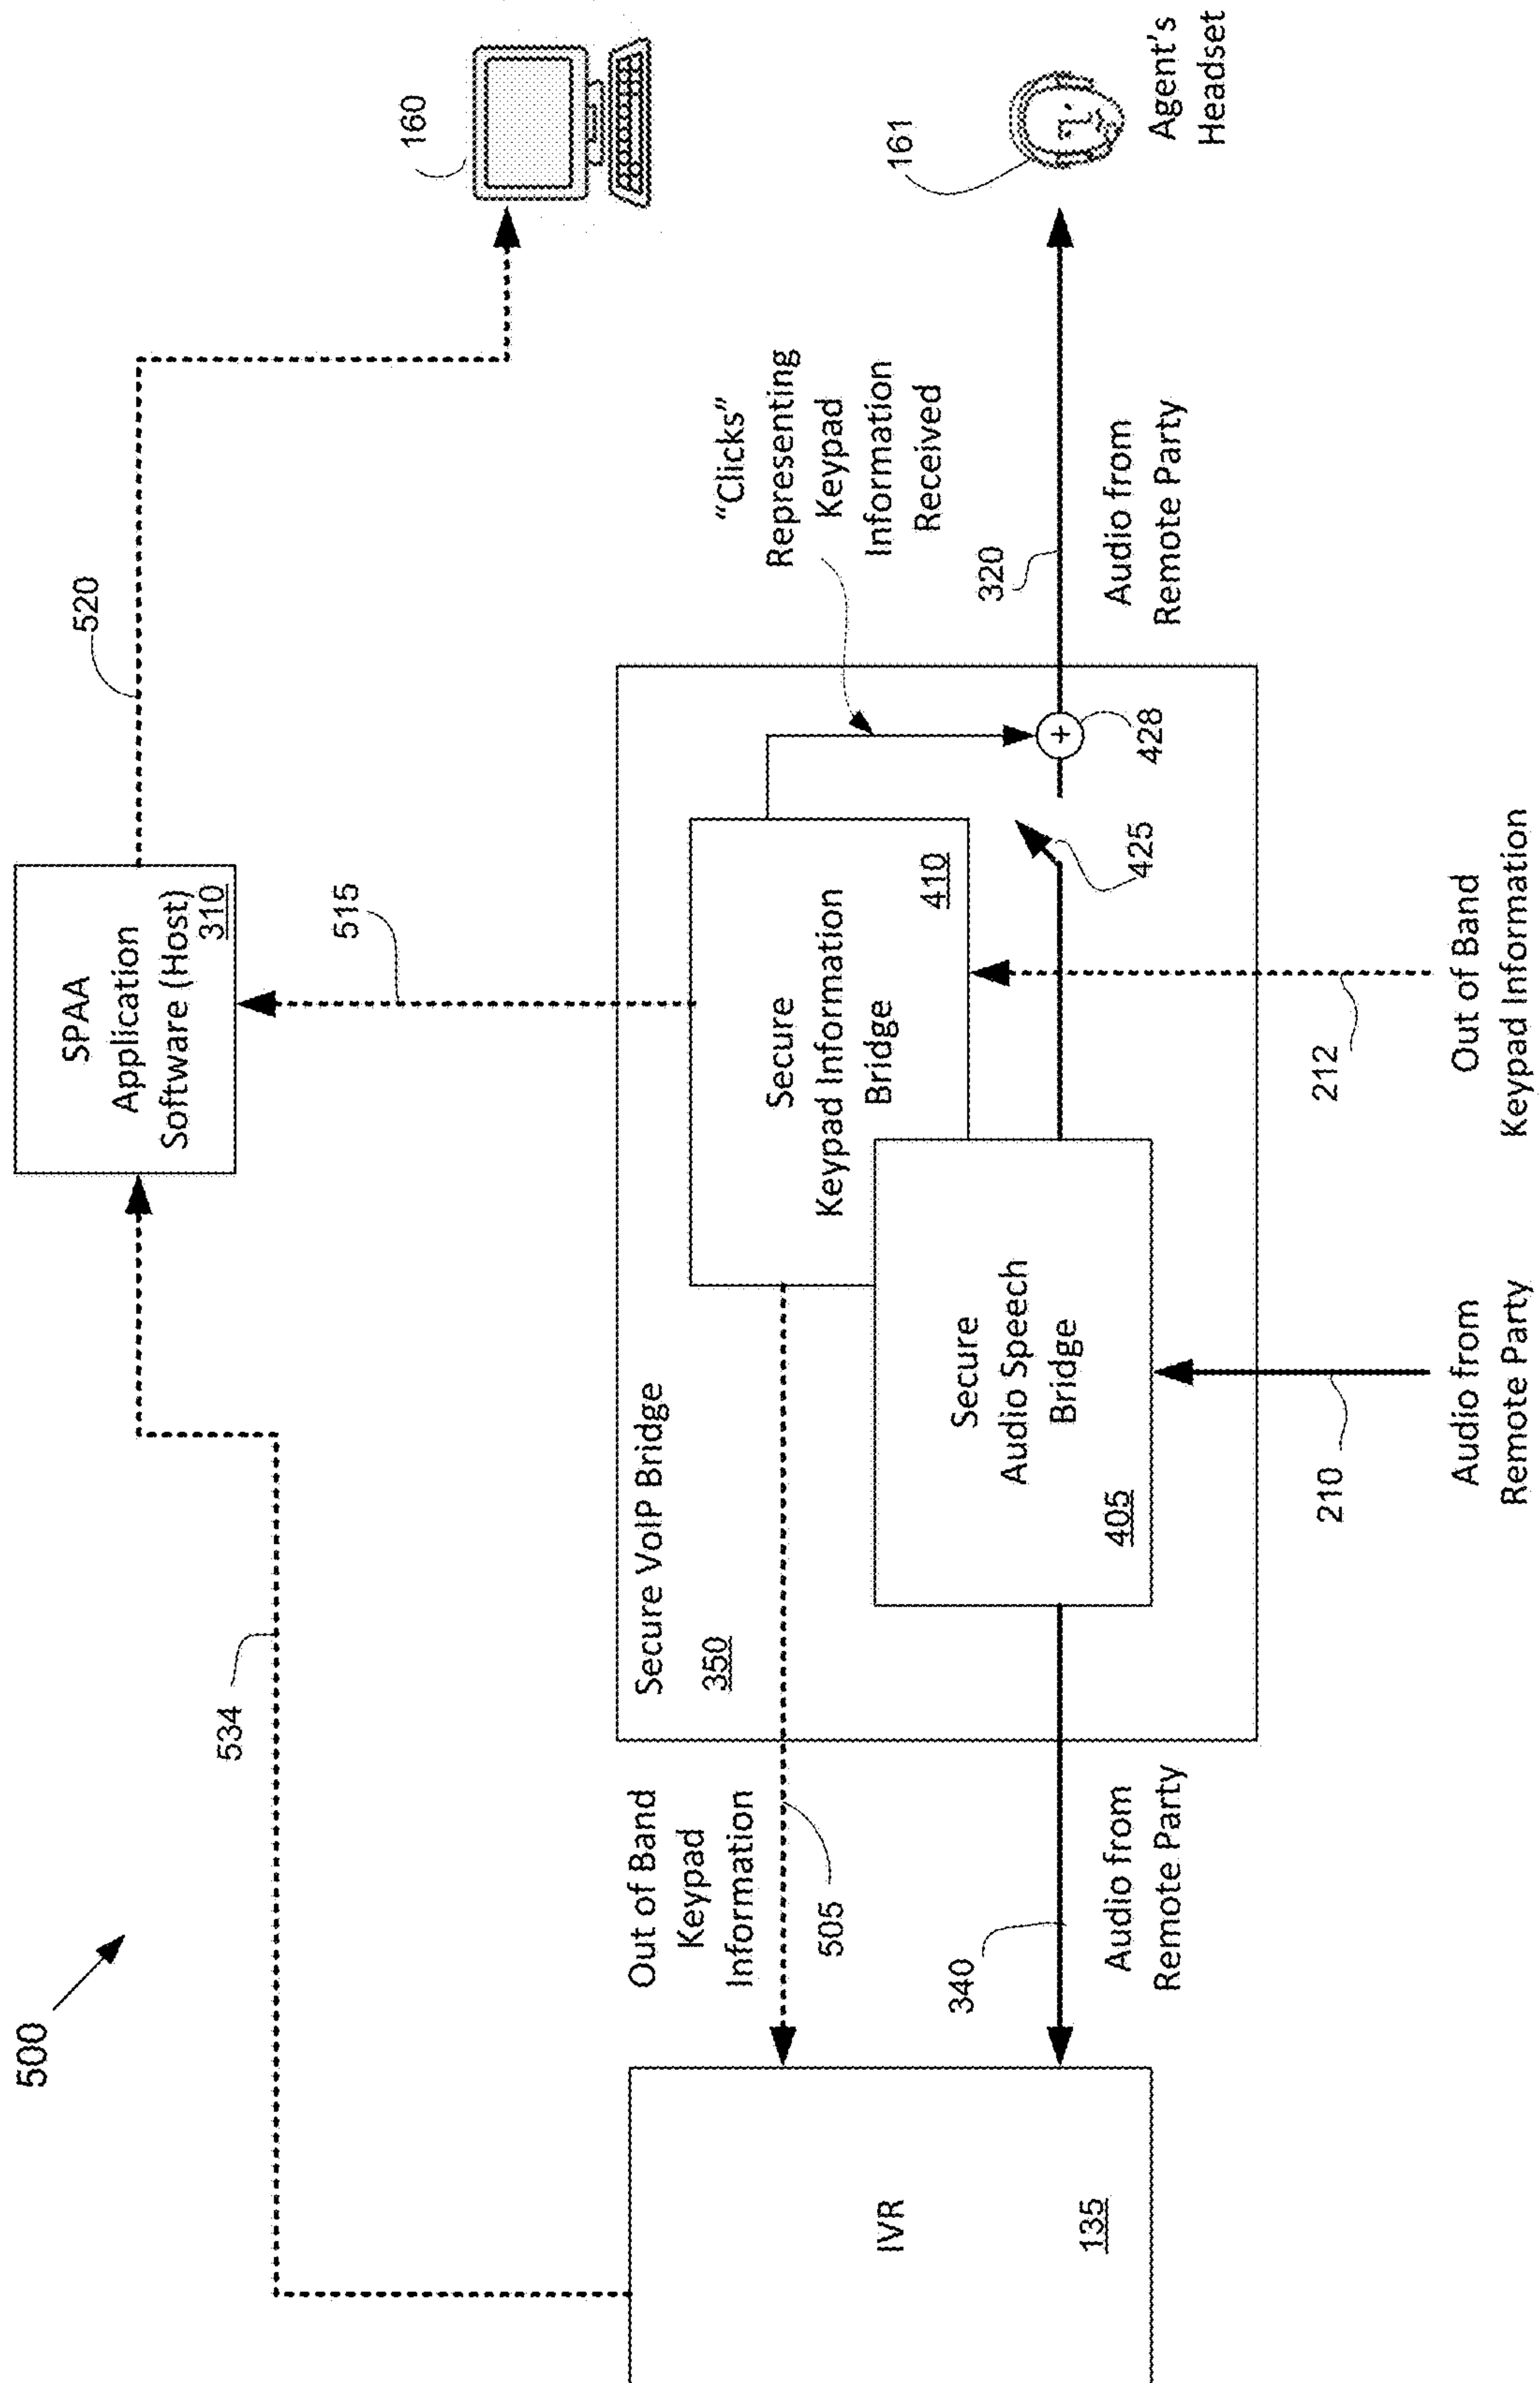 500
534
520
SPAA
Application
Software (Host)
310
515
160
161
Agent's
Headset
"Clicks"
Representing
Keypad
Information
Received
320
Audio from
Remote Party
Secure VoIP Bridge
350
Secure
Keypad Information
Bridge
410
Secure
Audio Speech
Bridge
405
425
+
428
Out of Band
Keypad
Information
505
340
Audio from
Remote Party
IVR
135
210
Audio from
Remote Party
212
Out of Band
Keypad Information